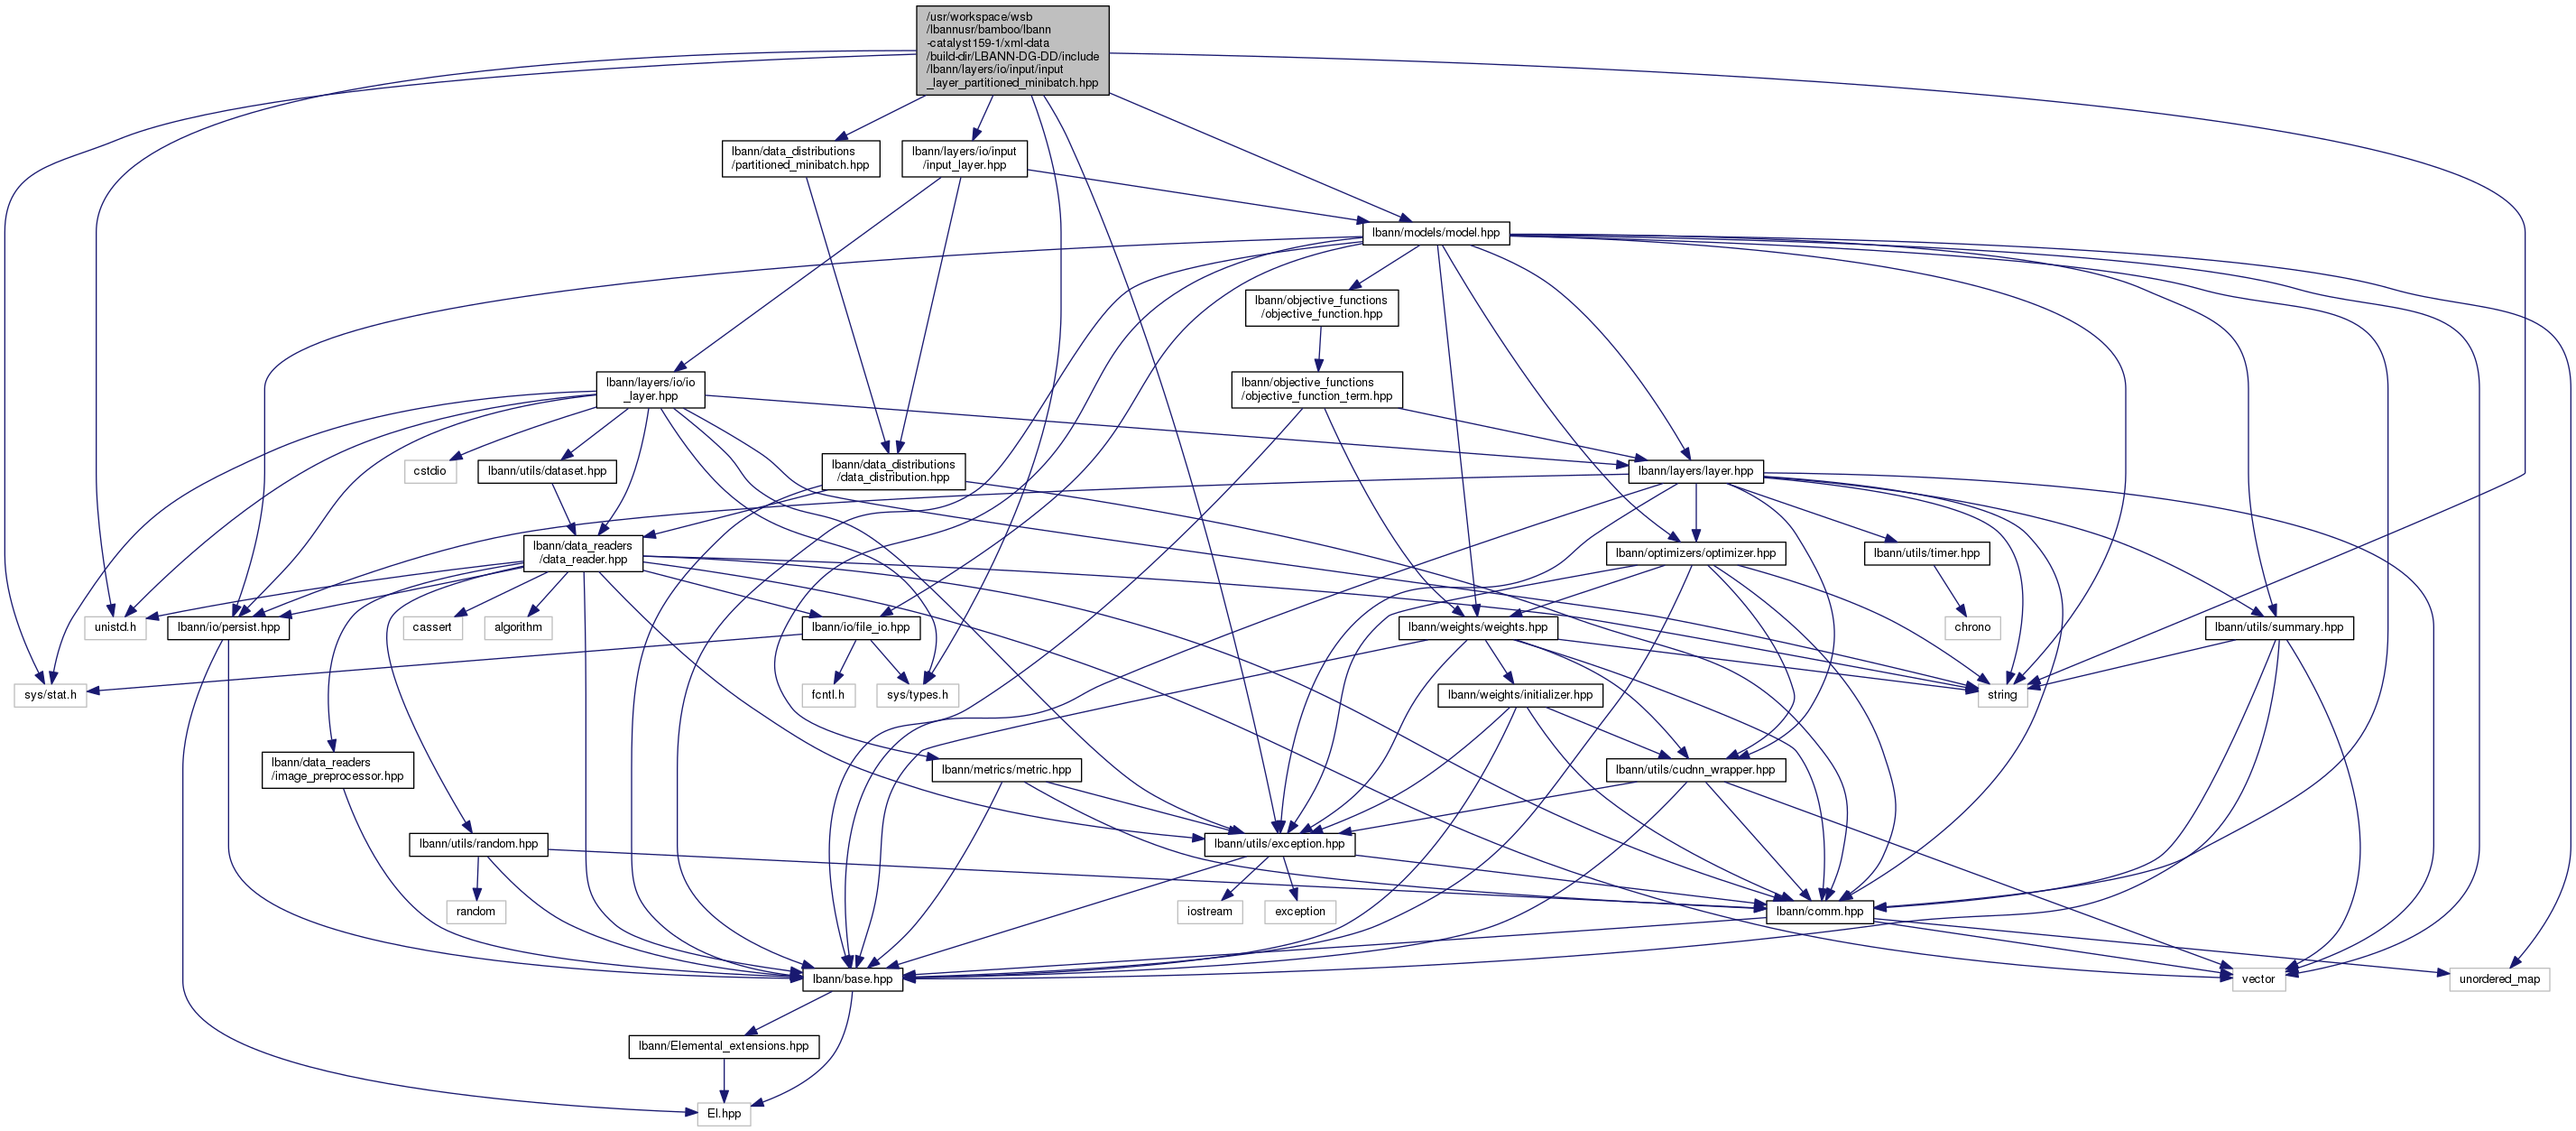 /usr/workspace/wsb
/lbannusr/bamboo/lbann
-catalyst159-1/xml-data
/build-dir/LBANN-DG-DD/include
/lbann/layers/io/input/input
_layer_partitioned_minibatch.hpp
lbann/data_distributions
/partitioned_minibatch.hpp
lbann/layers/io/input
/input_layer.hpp
lbann/models/model.hpp
lbann/objective_functions
/objective_function.hpp
lbann/layers/io/io
_layer.hpp
lbann/objective_functions
/objective_function_term.hpp
cstdio
lbann/utils/dataset.hpp
lbann/data_distributions
/data_distribution.hpp
lbann/layers/layer.hpp
lbann/data_readers
/data_reader.hpp
lbann/optimizers/optimizer.hpp
lbann/utils/timer.hpp
unistd.h
lbann/io/persist.hpp
cassert
algorithm
lbann/io/file_io.hpp
lbann/weights/weights.hpp
chrono
lbann/utils/summary.hpp
sys/stat.h
fcntl.h
sys/types.h
lbann/weights/initializer.hpp
string
lbann/data_readers
/image_preprocessor.hpp
lbann/metrics/metric.hpp
lbann/utils/cudnn_wrapper.hpp
lbann/utils/random.hpp
lbann/utils/exception.hpp
random
iostream
exception
lbann/comm.hpp
lbann/base.hpp
vector
unordered_map
lbann/Elemental_extensions.hpp
El.hpp